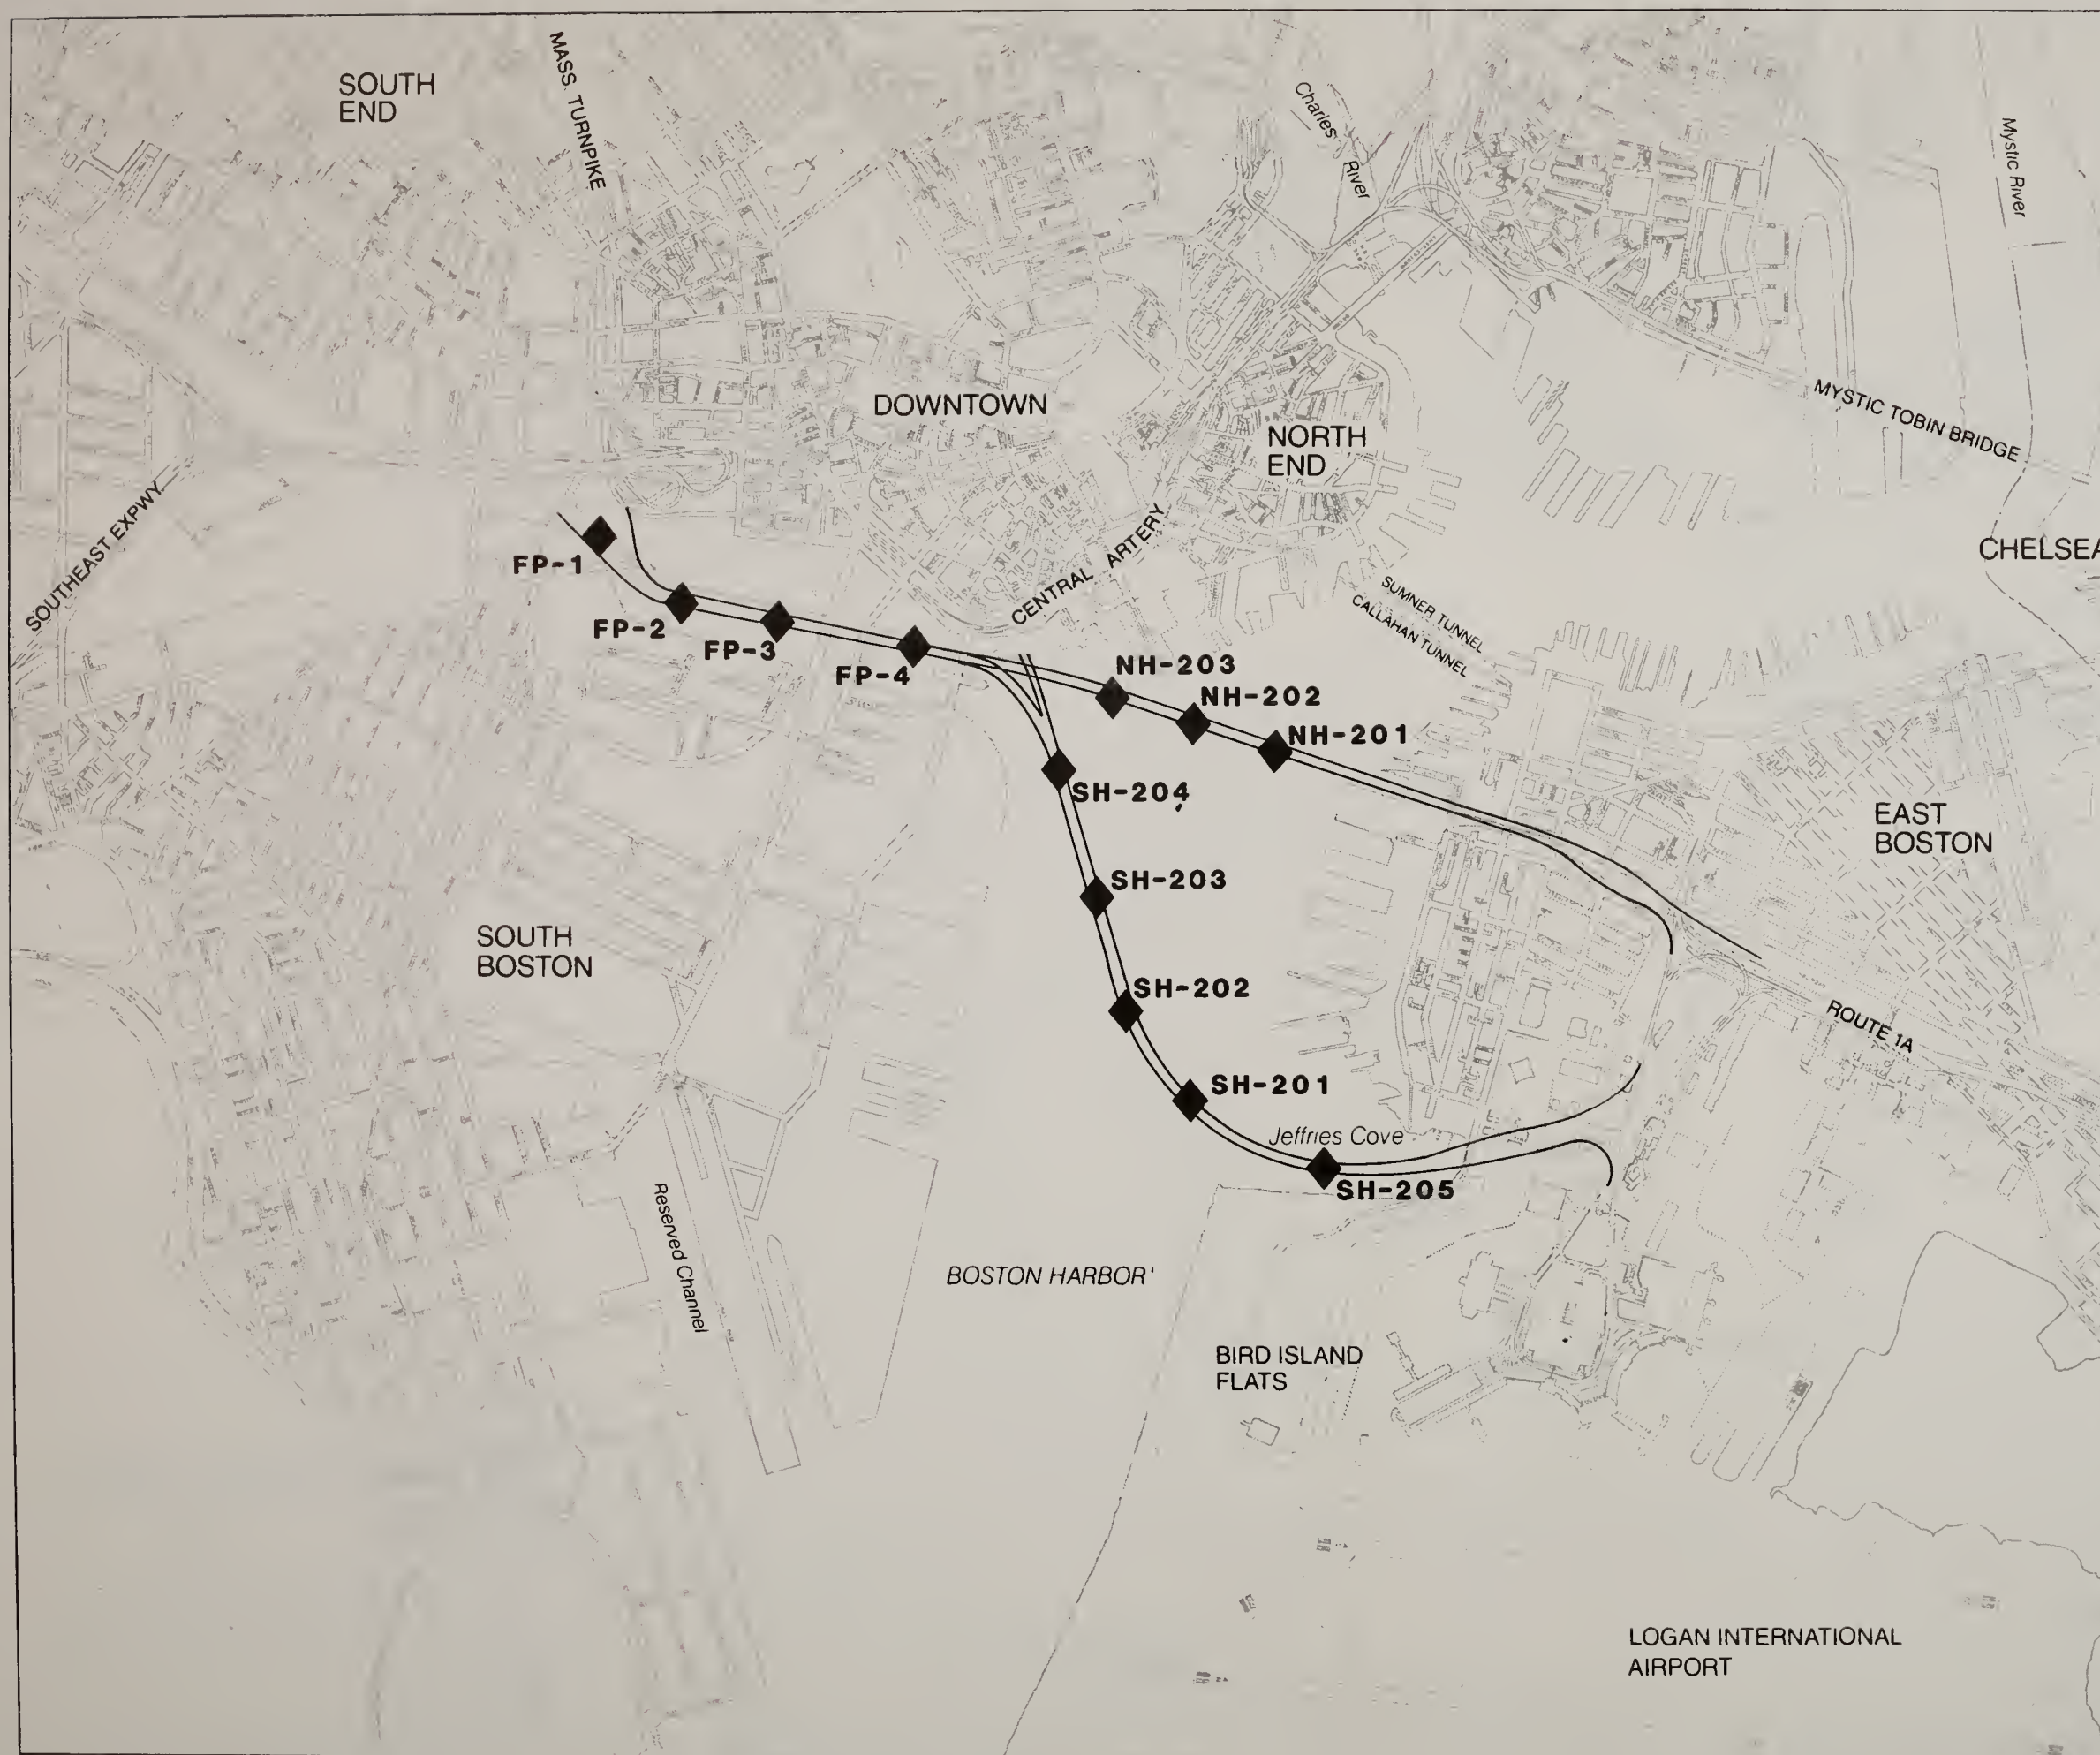 SOUTH
END
MASS. TURNPIKE
Charles
River
Mystic River
DOWNTOWN
NORTH
END
MYSTIC TOBIN BRIDGE
SOUTHEAST EXPWY.
CENTRAL ARTERY
CHELSEA
SUMNER TUNNEL
CALLAHAN TUNNEL
FP-1
FP-2
FP-3
FP-4
NH-203
NH-202
NH-201
SH-204
EAST
BOSTON
SH-203
SOUTH
BOSTON
SH-202
ROUTE 1A
SH-201
Jeffries Cove
SH-205
Reserved Channel
BOSTON HARBOR
BIRD ISLAND
FLATS
LOGAN INTERNATIONAL
AIRPORT